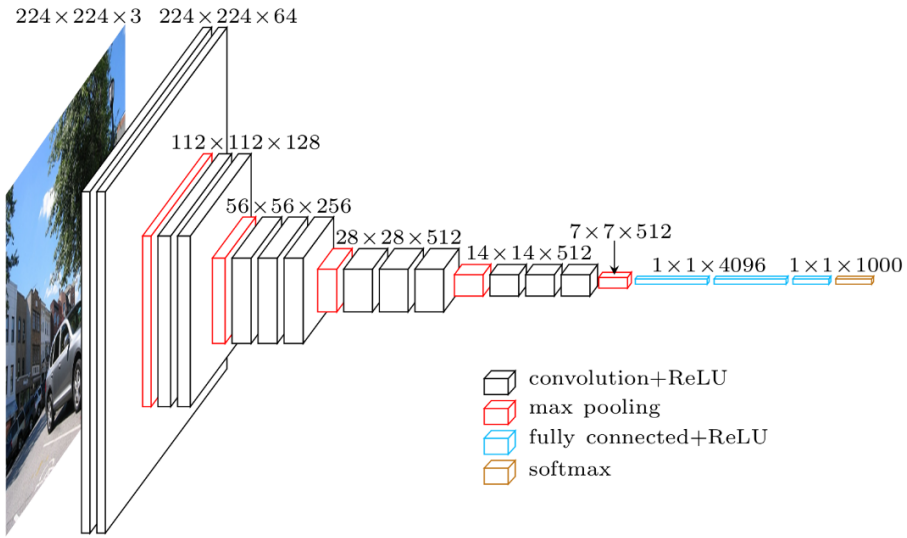 224×224×3
224×224×64
112×112×128
56×56×256
28×28×512
14×14×512
7×7×512
1×1×4096
1×1×1000
convolution+ReLU
max pooling
fully connected+ReLU
softmax